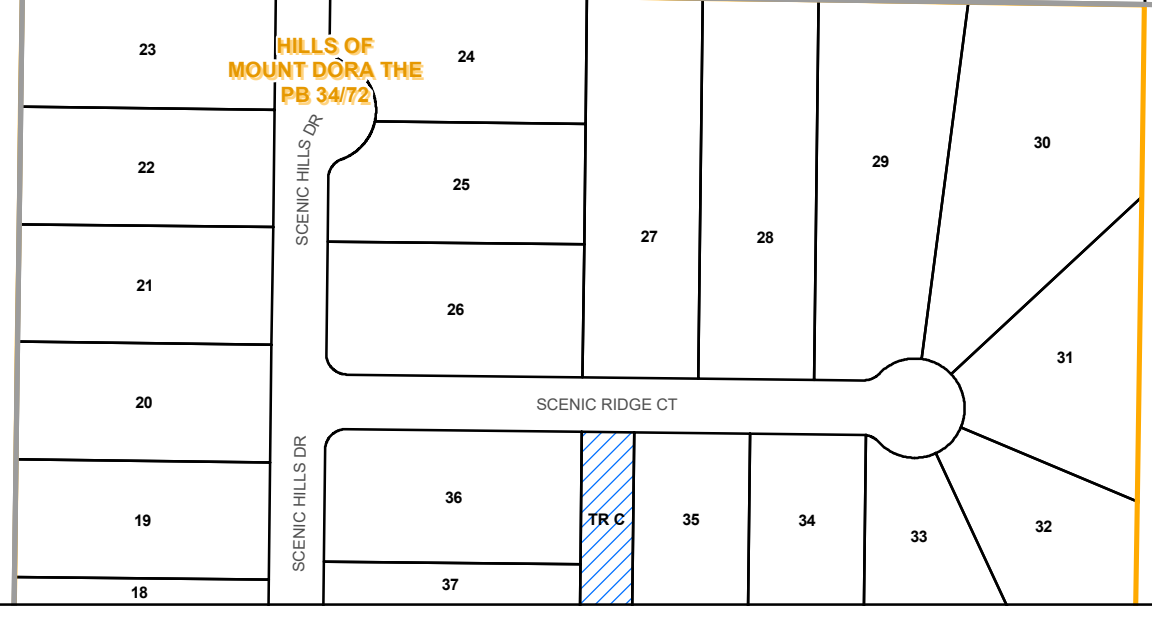 23
HILLS OF
MOUNT DORA THE
PB 34/72
24
30
29
22
SCENIC HILLS DR
25
27
28
21
26
31
20
SCENIC RIDGE CT
SCENIC HILLS DR
36
19
TR C
35
34
33
32
18
37